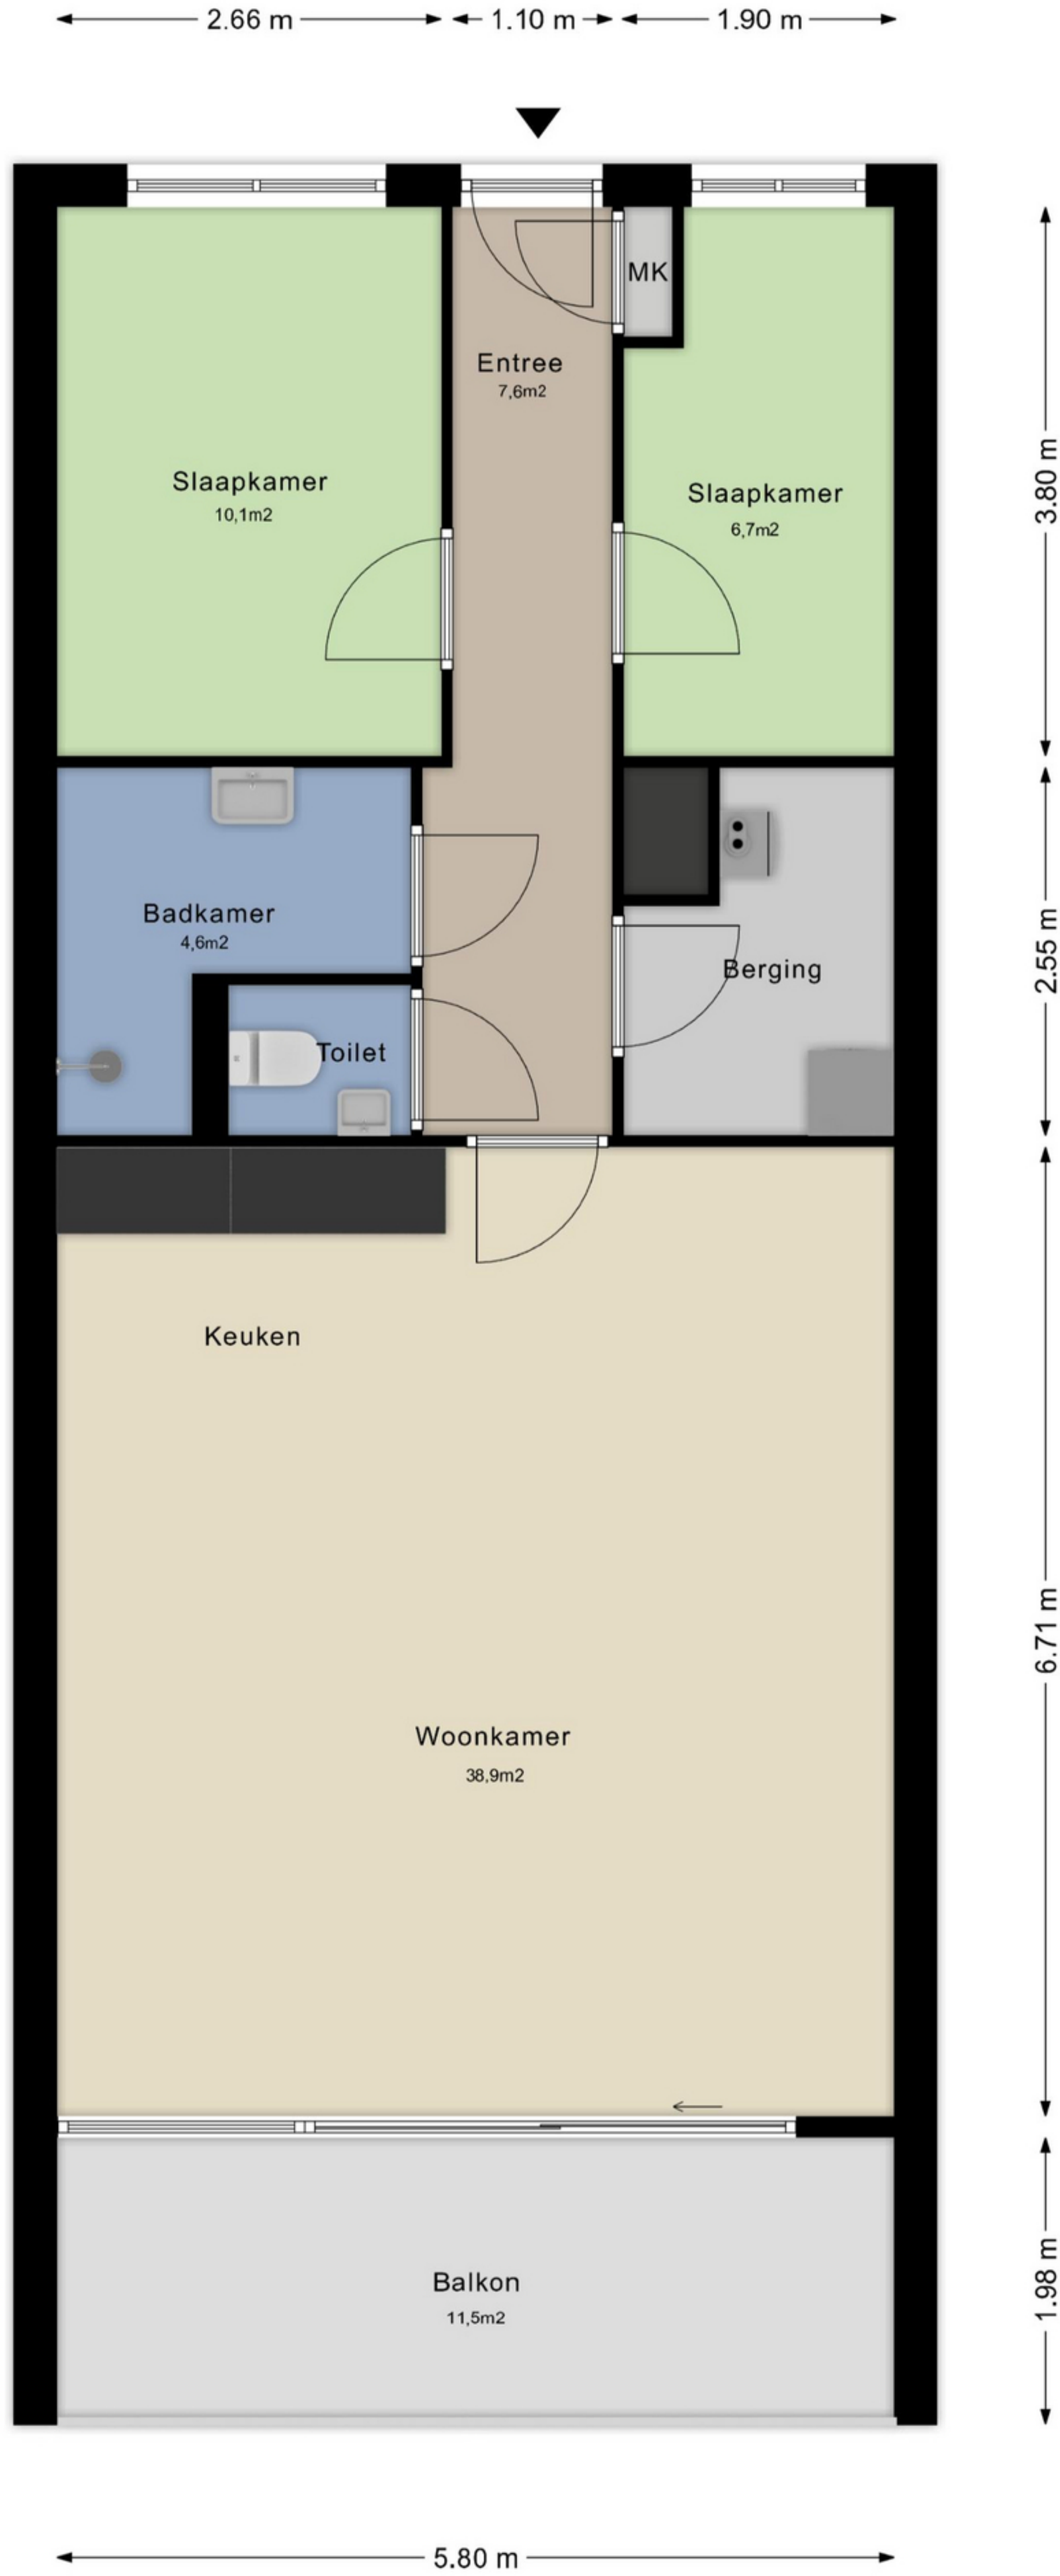 2.66 m
1.10 m
1.90 m
MK
Entree
7,6m2
Slaapkamer
10,1m2
Slaapkamer
6,7m2
3.80 m
Badkamer
4,6m2
Toilet
Berging
2.55 m
Keuken
Woonkamer
38,9m2
6.71 m
Balkon
11,5m2
1.98 m
5.80 m